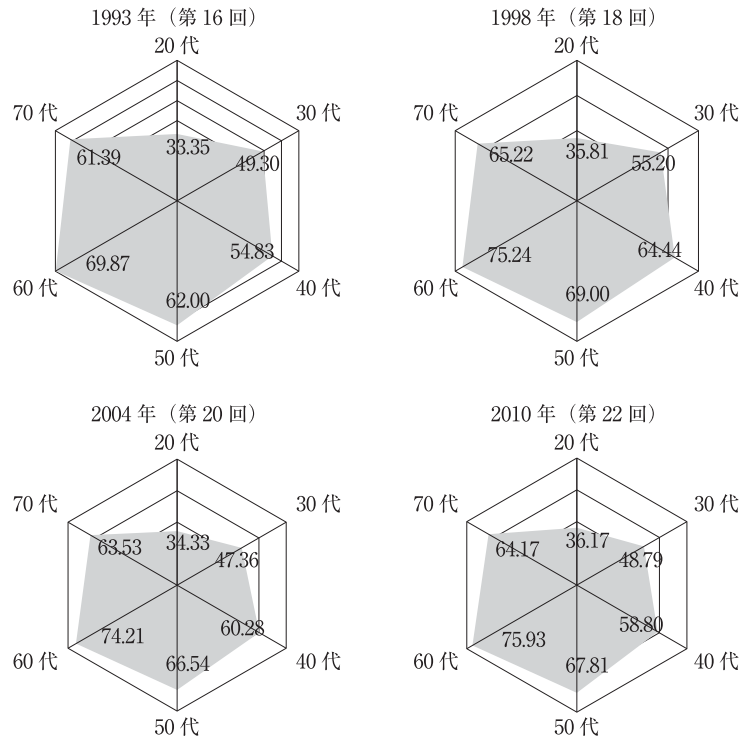 1993 年（第 16 回）
20 代
70 代
30 代
61.39
33.35
49.30
69.87
54.83
62.00
60 代
40 代
50 代
1998 年（第 18 回）
20 代
70 代
30 代
65.22
35.81
55.20
75.24
64.44
69.00
60 代
40 代
50 代
2004 年（第 20 回）
20 代
70 代
30 代
63.53
34.33
47.36
74.21
60.28
66.54
60 代
40 代
50 代
2010 年（第 22 回）
20 代
70 代
30 代
64.17
36.17
48.79
75.93
58.80
67.81
60 代
40 代
50 代